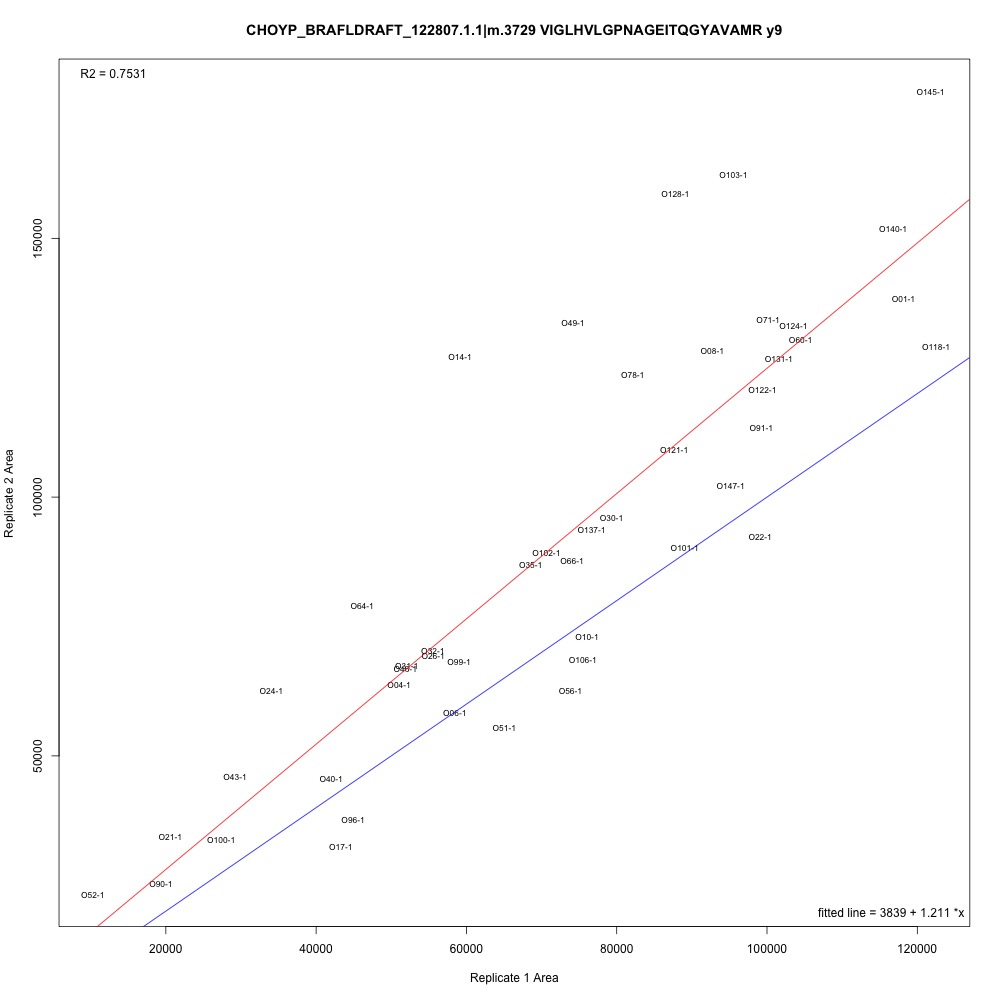 CHOYP_BRAFLDRAFT_122807.1.1|m.3729 VIGLHVLGPNAGEITQGYAVAMR y9
R2 = 0.7531
O145-1
O103-1
O128-1
O140-1
150000
O01-1
O71-1
O49-1
O124-1
O60-1
O118-1
O08-1
O14-1
O131-1
O78-1
O122-1
O91-1
O121-1
100000
O147-1
O30-1
O137-1
O22-1
O101-1
O102-1
O66-1
O35-1
Replicate 2 Area
O64-1
O10-1
O32-1
O26-1
O106-1
O99-1
O04-1
O24-1
O56-1
O06-1
O51-1
50000
O43-1
O40-1
O96-1
O21-1
O100-1
O17-1
O90-1
O52-1
fitted line = 3839 + 1.211 *x
20000 40000 60000 80000 100000 120000
Replicate 1 Area